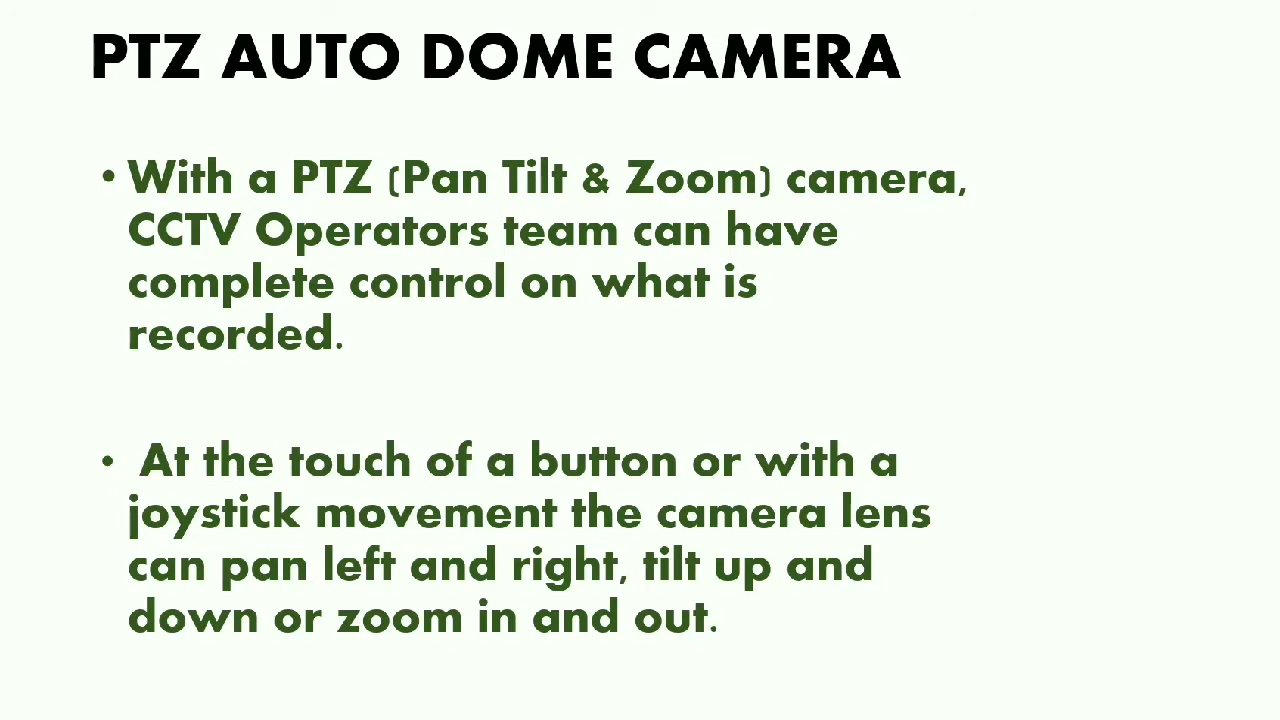 PTZ AUTO DOME CAMERA
• With a PTZ (Pan Tilt & Zoom) camera,
CCTV Operators team can have
complete control on what is
recorded.
• At the touch of a button or with a
joystick movement the camera lens
can pan left and right, tilt up and
down or zoom in and out.